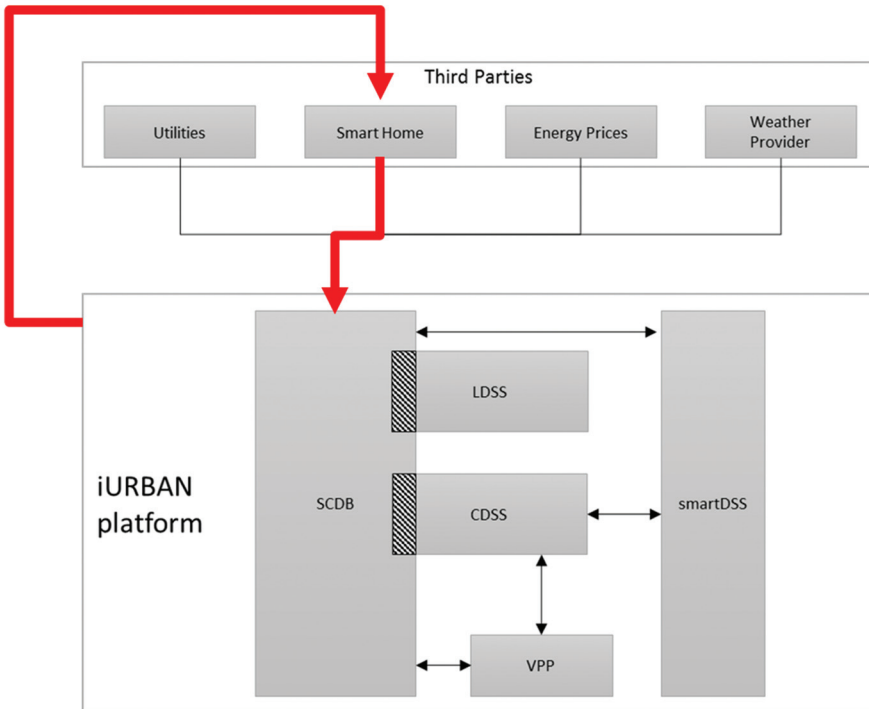 Third Parties
Utilities
Smart Home
Energy Prices
Weather
Provider
LDSS
iURBAN
platform
SCDB
CDSS
smartDSS
VPP